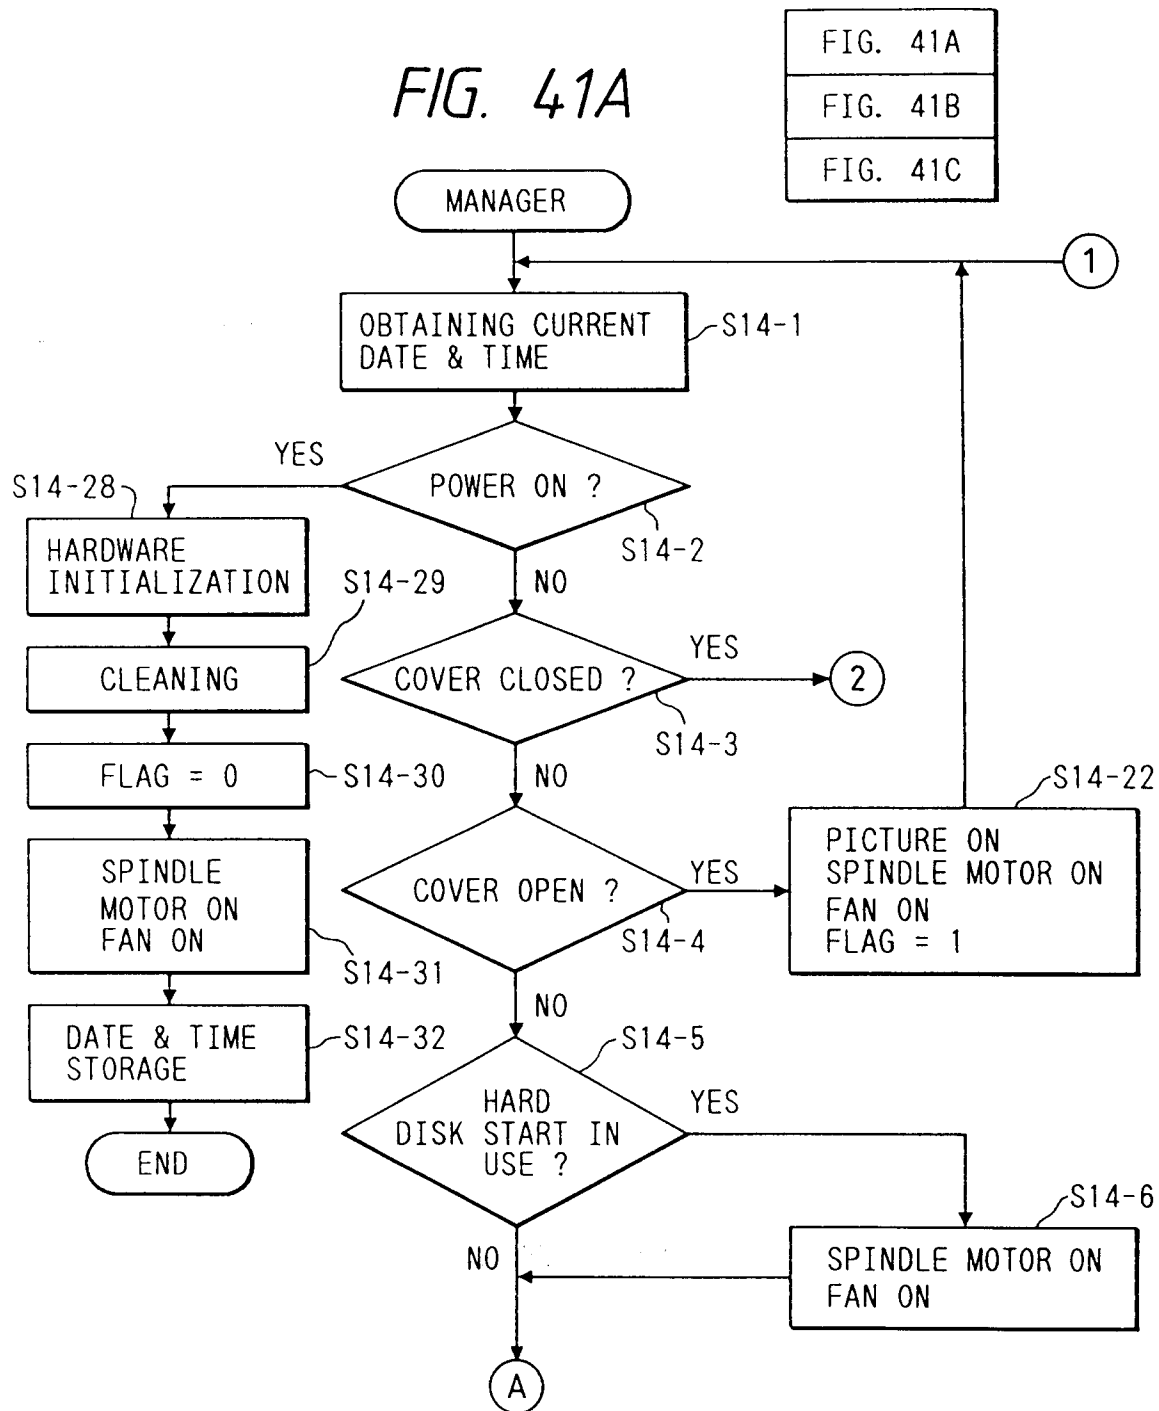 FIG. 41A
FIG. 41A
FIG. 41B
FIG. 41C
MANAGER
1
OBTAINING CURRENT
DATE & TIME
S14-1
YES
POWER ON ?
S14-2
S14-28
HARDWARE
INITIALIZATION
NO
S14-29
CLEANING
COVER CLOSED ?
YES
2
S14-3
FLAG = 0
S14-30
NO
S14-22
SPINDLE
MOTOR ON
FAN ON
S14-31
COVER OPEN ?
YES
S14-4
PICTURE ON
SPINDLE MOTOR ON
FAN ON
FLAG = 1
NO
DATE & TIME
STORAGE
S14-32
S14-5
END
HARD
DISK START IN
USE ?
YES
S14-6
NO
SPINDLE MOTOR ON
FAN ON
A